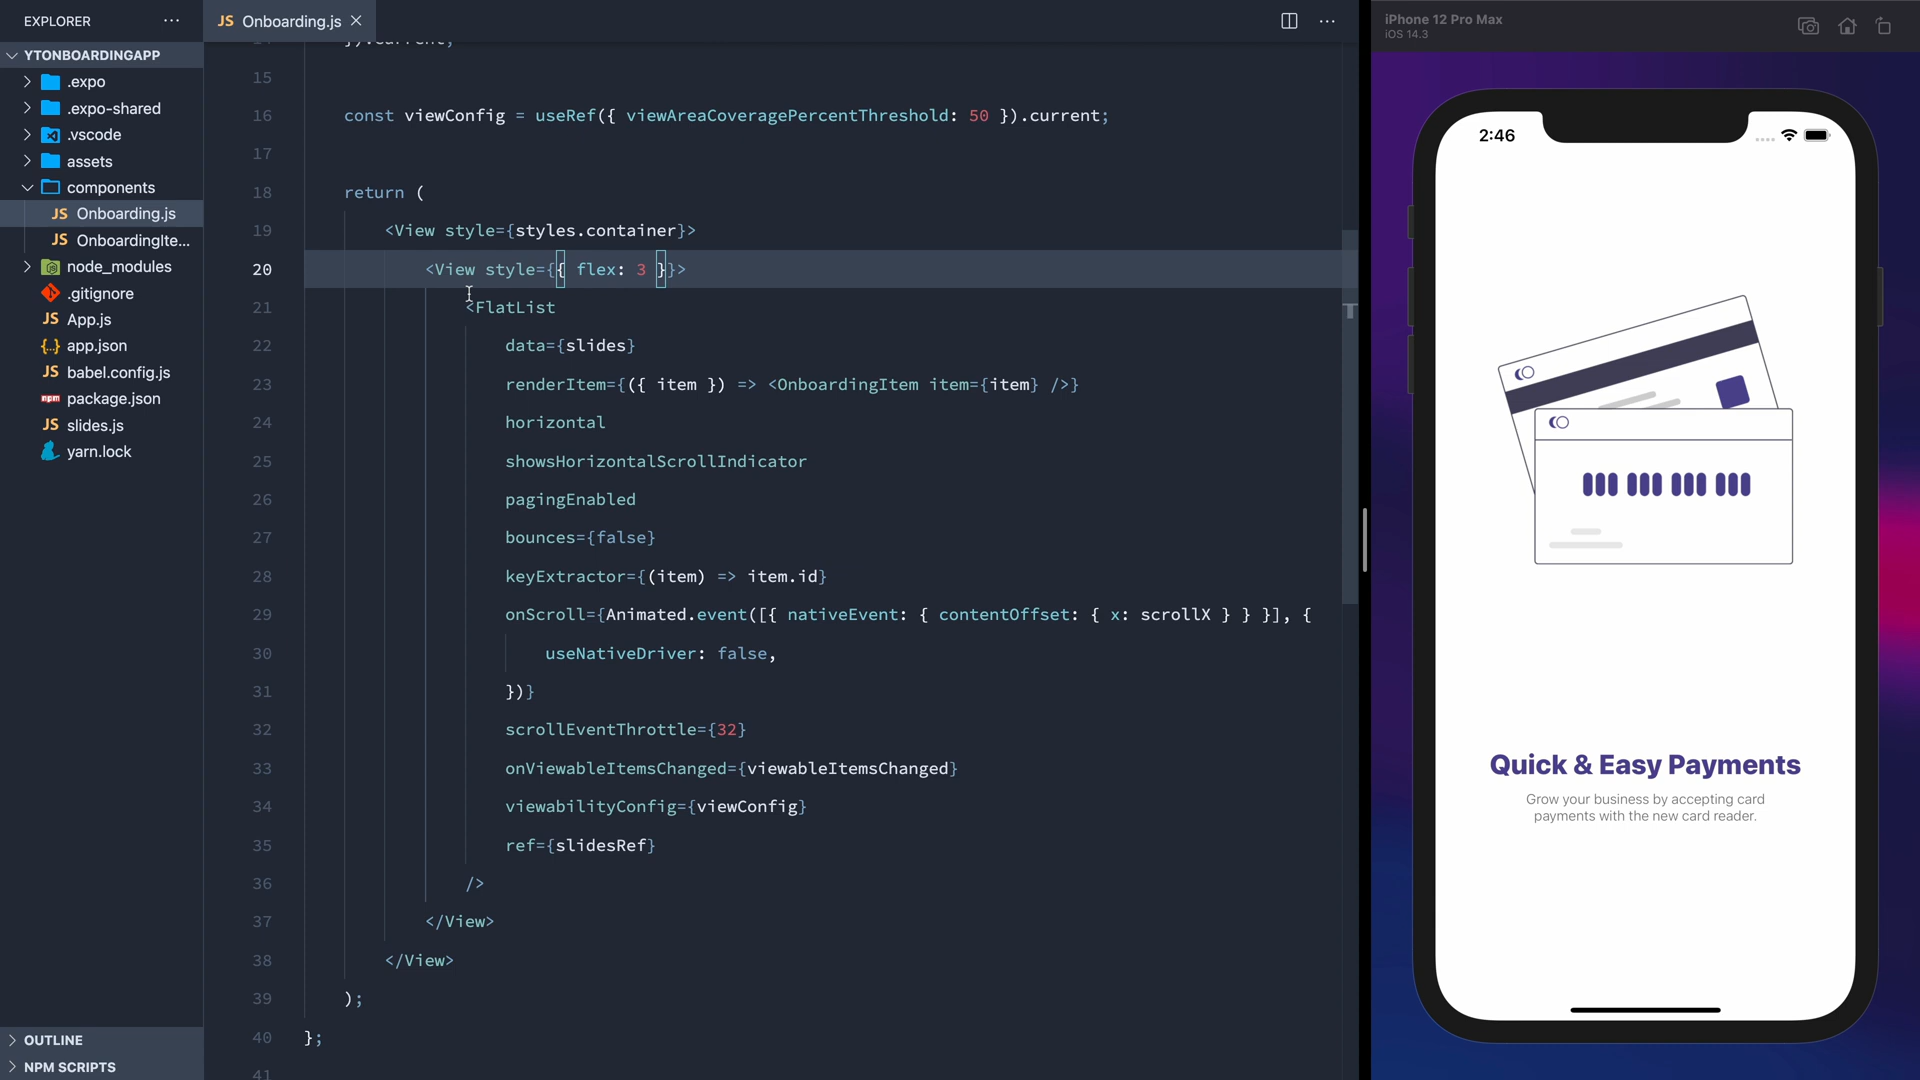 EXPLORER
YTONBOARDINGAPP
.expo
.expo-shared
.vscode
assets
components
JS Onboarding.js
JS OnboardingIte...
node_modules
.gitignore
JS App.js
{..} app.json
JS babel.config.js
npm package.json
JS slides.js
yarn.lock
OUTLINE
NPM SCRIPTS
JS Onboarding.js
}).current;
15
16 const viewConfig = useRef({ viewAreaCoveragePercentThreshold: 50 }).current;
17
18 return (
19 <View style={styles.container}>
20 <View style={{ flex: 3 }}>
21 <FlatList
22 data={slides}
23 renderItem={({ item }) => <OnboardingItem item={item} />}
24 horizontal
25 showsHorizontalScrollIndicator
26 pagingEnabled
27 bounces={false}
28 keyExtractor={(item) => item.id}
29 onScroll={Animated.event([{ nativeEvent: { contentOffset: { x: scrollX } } }], {
30 useNativeDriver: false,
31 })}
32 scrollEventThrottle={32}
33 onViewableItemsChanged={viewableItemsChanged}
34 viewabilityConfig={viewConfig}
35 ref={slidesRef}
36 />
37 </View>
38 </View>
39 );
40 };
41
iPhone 12 Pro Max
iOS 14.3
2:46
Quick & Easy Payments
Grow your business by accepting card
payments with the new card reader.